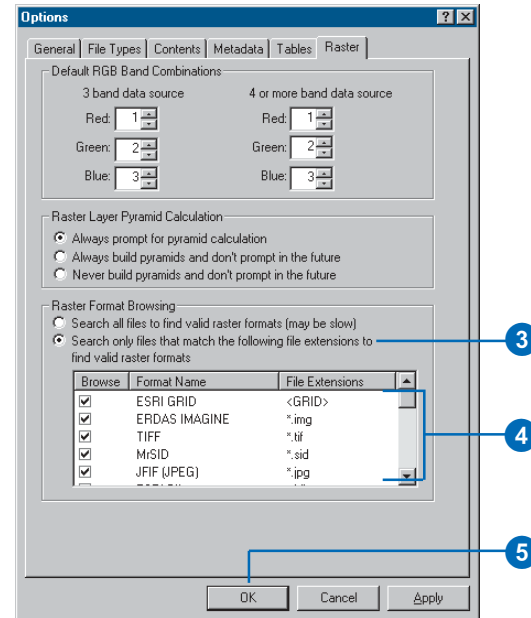 Options
General File Types Contents Metadata Tables Raster
Default RGB Band Combinations
3 band data source 4 or more band data source
Red: 1 Red: 1
Green: 2 Green: 2
Blue: 3 Blue: 3
Raster Layer Pyramid Calculation
Always prompt for pyramid calculation
Always build pyramids and don't prompt in the future
Never build pyramids and don't prompt in the future
Raster Format Browsing
Search all files to find valid raster formats (may be slow)
Search only files that match the following file extensions to
find valid raster formats
3
Browse Format Name File Extensions
ESRI GRID <GRID>
ERDAS IMAGINE *.img
TIFF *.tif
4
MrSID *.sid
JFIF (JPEG) *.jpg
5
OK Cancel Apply